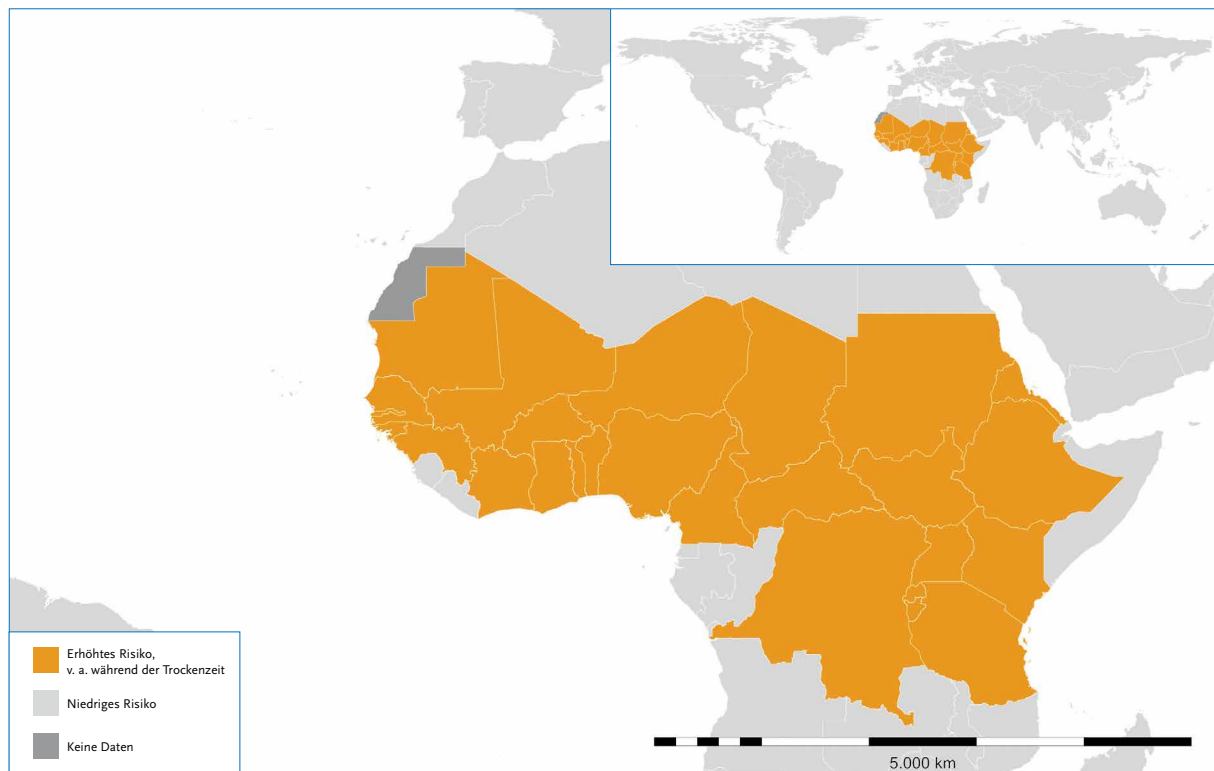 Erhöhtes Risiko,
v. a. während der Trockenzeit
Niedriges Risiko
Keine Daten
5.000 km